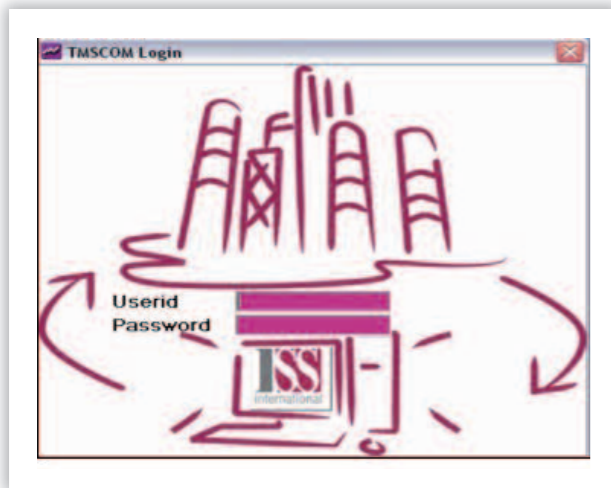 TMSCOM Login
Userid
Password
ISS
international